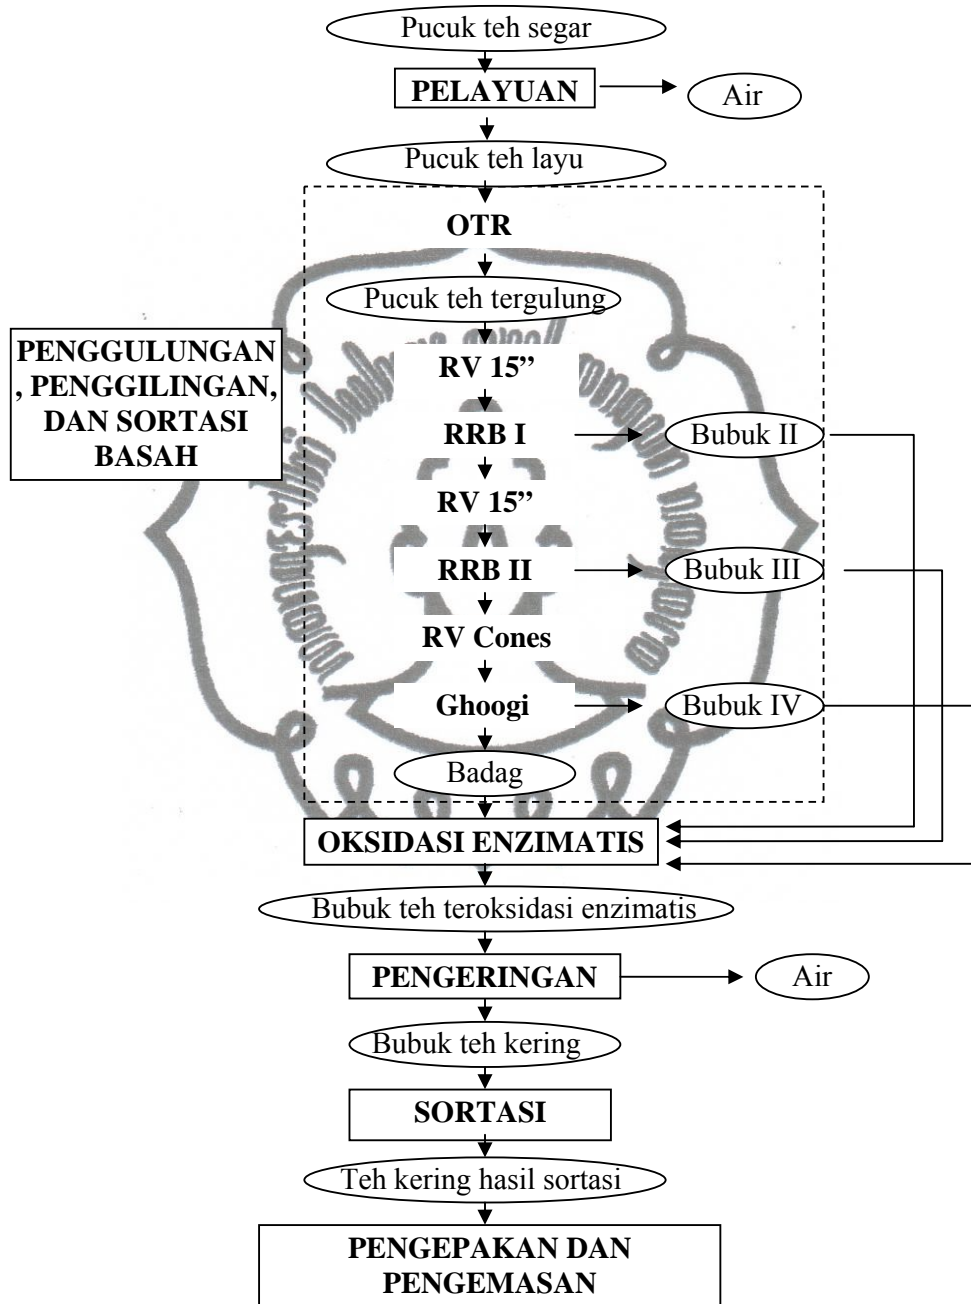 Pucuk teh segar
PELAYUAN
Air
Pucuk teh layu
OTR
Pucuk teh tergulung
PENGGULUNGAN
, PENGGILINGAN,
DAN SORTASI
BASAH
RV 15”
RRB I
Bubuk II
RV 15”
RRB II
Bubuk III
RV Cones
Ghoogi
Bubuk IV
Badag
OKSIDASI ENZIMATIS
Bubuk teh teroksidasi enzimatis
PENGERINGAN
Air
Bubuk teh kering
SORTASI
Teh kering hasil sortasi
PENGEPAKAN DAN
PENGEMASAN